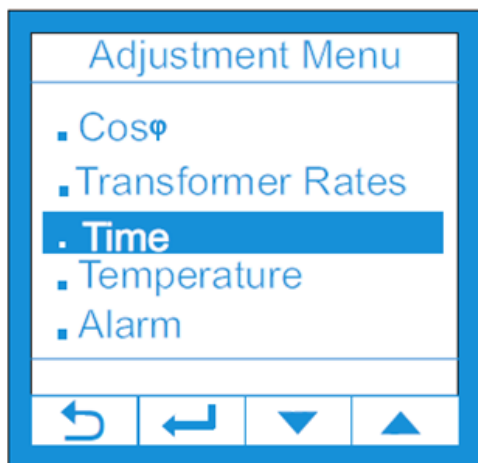 Adjustment Menu
Cosφ
Transformer Rates
Time
Temperature
Alarm